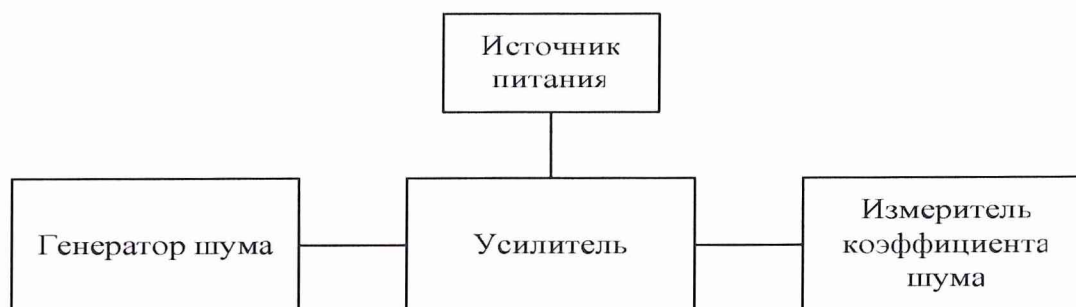 Источник
питания
Генератор шума
Усилитель
Измеритель
коэффициента
шума